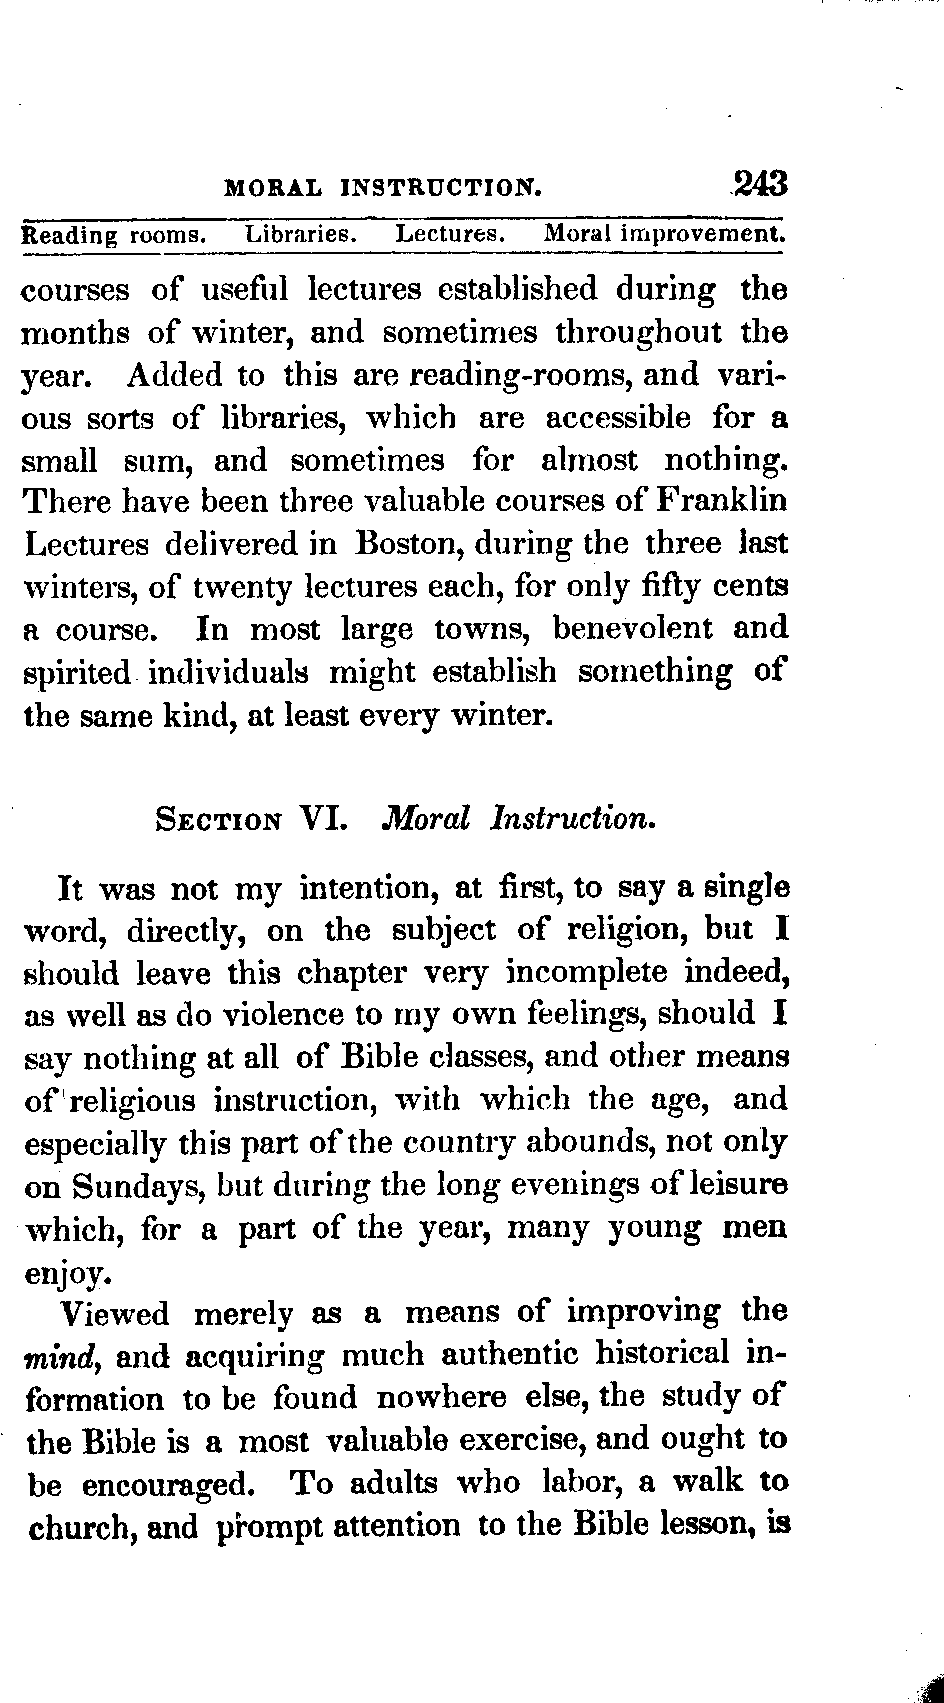 MORAL INSTRUCTION. 243
Reading rooms. Libraries. Lectures. Moral improvement.
courses of useful lectures established during the
months of winter, and sometimes throughout the
year. Added to this are reading-rooms, and vari-
ous sorts of libraries, which are accessible for a
small sum, and sometimes for almost nothing.
There have been three valuable courses of Franklin
Lectures delivered in Boston, during the three last
winters, of twenty lectures each, for only fifty cents
a course. In most large towns, benevolent and
spirited individuals might establish something of
the same kind, at least every winter.
SECTION VI. Moral Instruction.
It was not my intention, at first, to say a single
word, directly, on the subject of religion, but I
should leave this chapter very incomplete indeed,
as well as do violence to my own feelings, should I
say nothing at all of Bible classes, and other means
of religious instruction, with which the age, and
especially this part of the country abounds, not only
on Sundays, but during the long evenings of leisure
which, for a part of the year, many young men
enjoy.
Viewed merely as a means of improving the
mind, and acquiring much authentic historical in-
formation to be found nowhere else, the study of
the Bible is a most valuable exercise, and ought to
be encouraged. To adults who labor, a walk to
church, and prompt attention to the Bible lesson, is